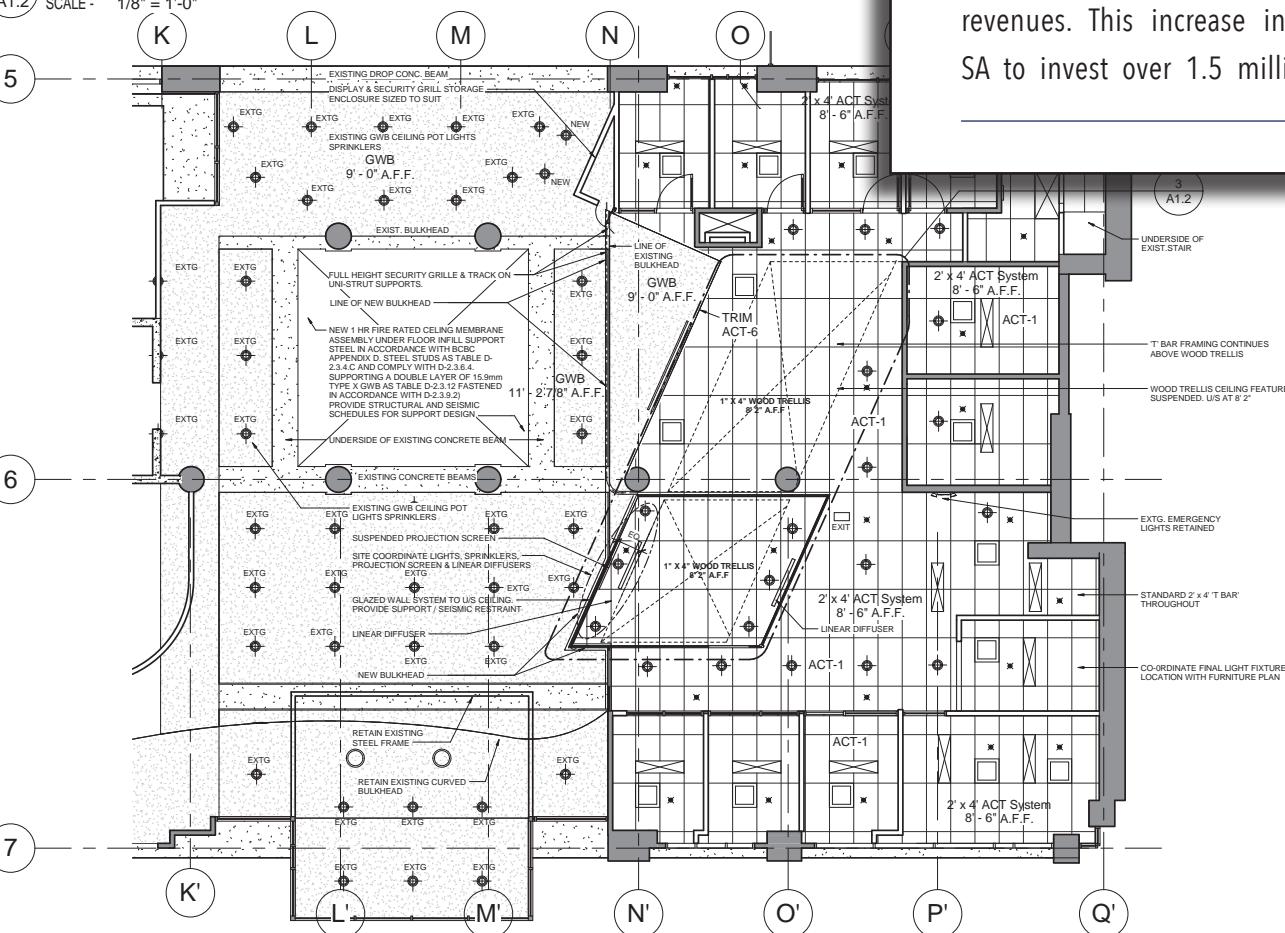 A1.2
SCALE - 1/8" = 1'-0"
revenues. This increase in
SA to invest over 1.5 milli
K
L
M
N
O
5
EXISTING DROP CONC. BEAM
DISPLAY & SECURITY GRILL STORAGE
ENCLOSURE SIZED TO SUIT
2' x 4' ACT Syst
8' - 6" A.F.F.
EXTG
EXTG
EXTG
EXTG
EXTG
NEW
EXISTING GWB CEILING POT LIGHTS
SPRINKLERS
GWB
9' - 0" A.F.F.
EXTG
EXTG
EXTG
EXTG
EXTG
NEW
3
A1.2
EXIST. BULKHEAD
LINE OF
EXISTING
BULKHEAD
UNDERSIDE OF
EXIST.STAIR
EXTG
EXTG
FULL HEIGHT SECURITY GRILLE & TRACK ON
UNI-STRUT SUPPORTS.
EXTG
GWB
9' - 0" A.F.F.
2' x 4' ACT System
8' - 6" A.F.F.
ACT-1
LINE OF NEW BULKHEAD
TRIM
ACT-6
EXTG
EXTG
NEW 1 HR FIRE RATED CELING MEMBRANE
ASSEMBLY UNDER FLOOR INFILL SUPPORT
STEEL IN ACCORDANCE WITH BCBC
APPENDIX D. STEEL STUDS AS TABLE D-
2.3.4.C AND COMPLY WITH D-2.3.6.4.
SUPPORTING A DOUBLE LAYER OF 15.9mm
TYPE X GWB AS TABLE D-2.3.12 FASTENED
IN ACCORDANCE WITH D-2.3.9.2)
PROVIDE STRUCTURAL AND SEISMIC
SCHEDULES FOR SUPPORT DESIGN
EXTG
'T' BAR FRAMING CONTINUES
ABOVE WOOD TRELLIS
GWB
11' - 2 7/8" A.F.F.
WOOD TRELLIS CEILING FEATURE
SUSPENDED. U/S AT 8' 2"
1" X 4" WOOD TRELLIS
8' 2" A.F.F
ACT-1
EXTG
EXTG
EXTG
UNDERSIDE OF EXISTING CONCRETE BEAM
6
EXISTING CONCRETE BEAMS
EXISTING GWB CEILING POT
LIGHTS SPRINKLERS
EXTG
EXTG
EXTG
EXTG
EXIT
EXTG. EMERGENCY
LIGHTS RETAINED
SUSPENDED PROJECTION SCREEN
EQ
SITE COORDINATE LIGHTS, SPRINKLERS,
PROJECTION SCREEN & LINEAR DIFFUSERS
1" X 4" WOOD TRELLIS
8' 2" A.F.F
EXTG
EXTG
EXTG
EXTG
EXTG
GLAZED WALL SYSTEM TO U/S CEILING.
PROVIDE SUPPORT / SEISMIC RESTRAINT
2' x 4' ACT System
8' - 6" A.F.F.
STANDARD 2' x 4' 'T BAR'
THROUGHOUT
LINEAR DIFFUSER
EXTG
EXTG
LINEAR DIFFUSER
EXTG
EXTG
ACT-1
NEW BULKHEAD
CO-0RDINATE FINAL LIGHT FIXTURE
LOCATION WITH FURNITURE PLAN
RETAIN EXISTING
STEEL FRAME
ACT-1
EXTG
EXTG
RETAIN EXISTING CURVED
BULKHEAD
2' x 4' ACT System
8' - 6" A.F.F.
EXTG
EXTG
EXTG
7
EXTG
EXTG
EXTG
K'
L'
M'
N'
O'
P'
Q'